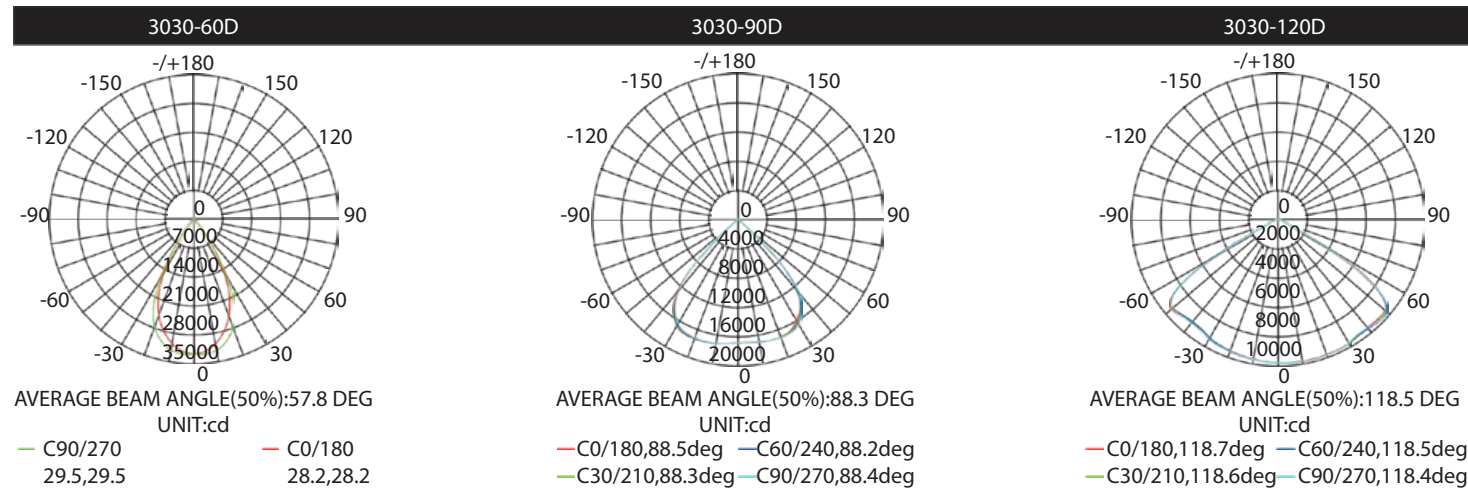 3030-60D
3030-90D
3030-120D
-/+180
-150
150
-120
120
-90
90
-60
60
-30
30
0
0
7000
14000
21000
28000
35000
AVERAGE BEAM ANGLE(50%):57.8 DEG
UNIT:cd
C90/270
C0/180
29.5,29.5
28.2,28.2
-/+180
-150
150
-120
120
-90
90
-60
60
-30
30
0
0
4000
8000
12000
16000
20000
AVERAGE BEAM ANGLE(50%):88.3 DEG
UNIT:cd
C0/180,88.5deg
C60/240,88.2deg
C30/210,88.3deg
C90/270,88.4deg
-/+180
-150
150
-120
120
-90
90
-60
60
-30
30
0
0
2000
4000
6000
8000
10000
AVERAGE BEAM ANGLE(50%):118.5 DEG
UNIT:cd
C0/180,118.7deg
C60/240,118.5deg
C30/210,118.6deg
C90/270,118.4deg